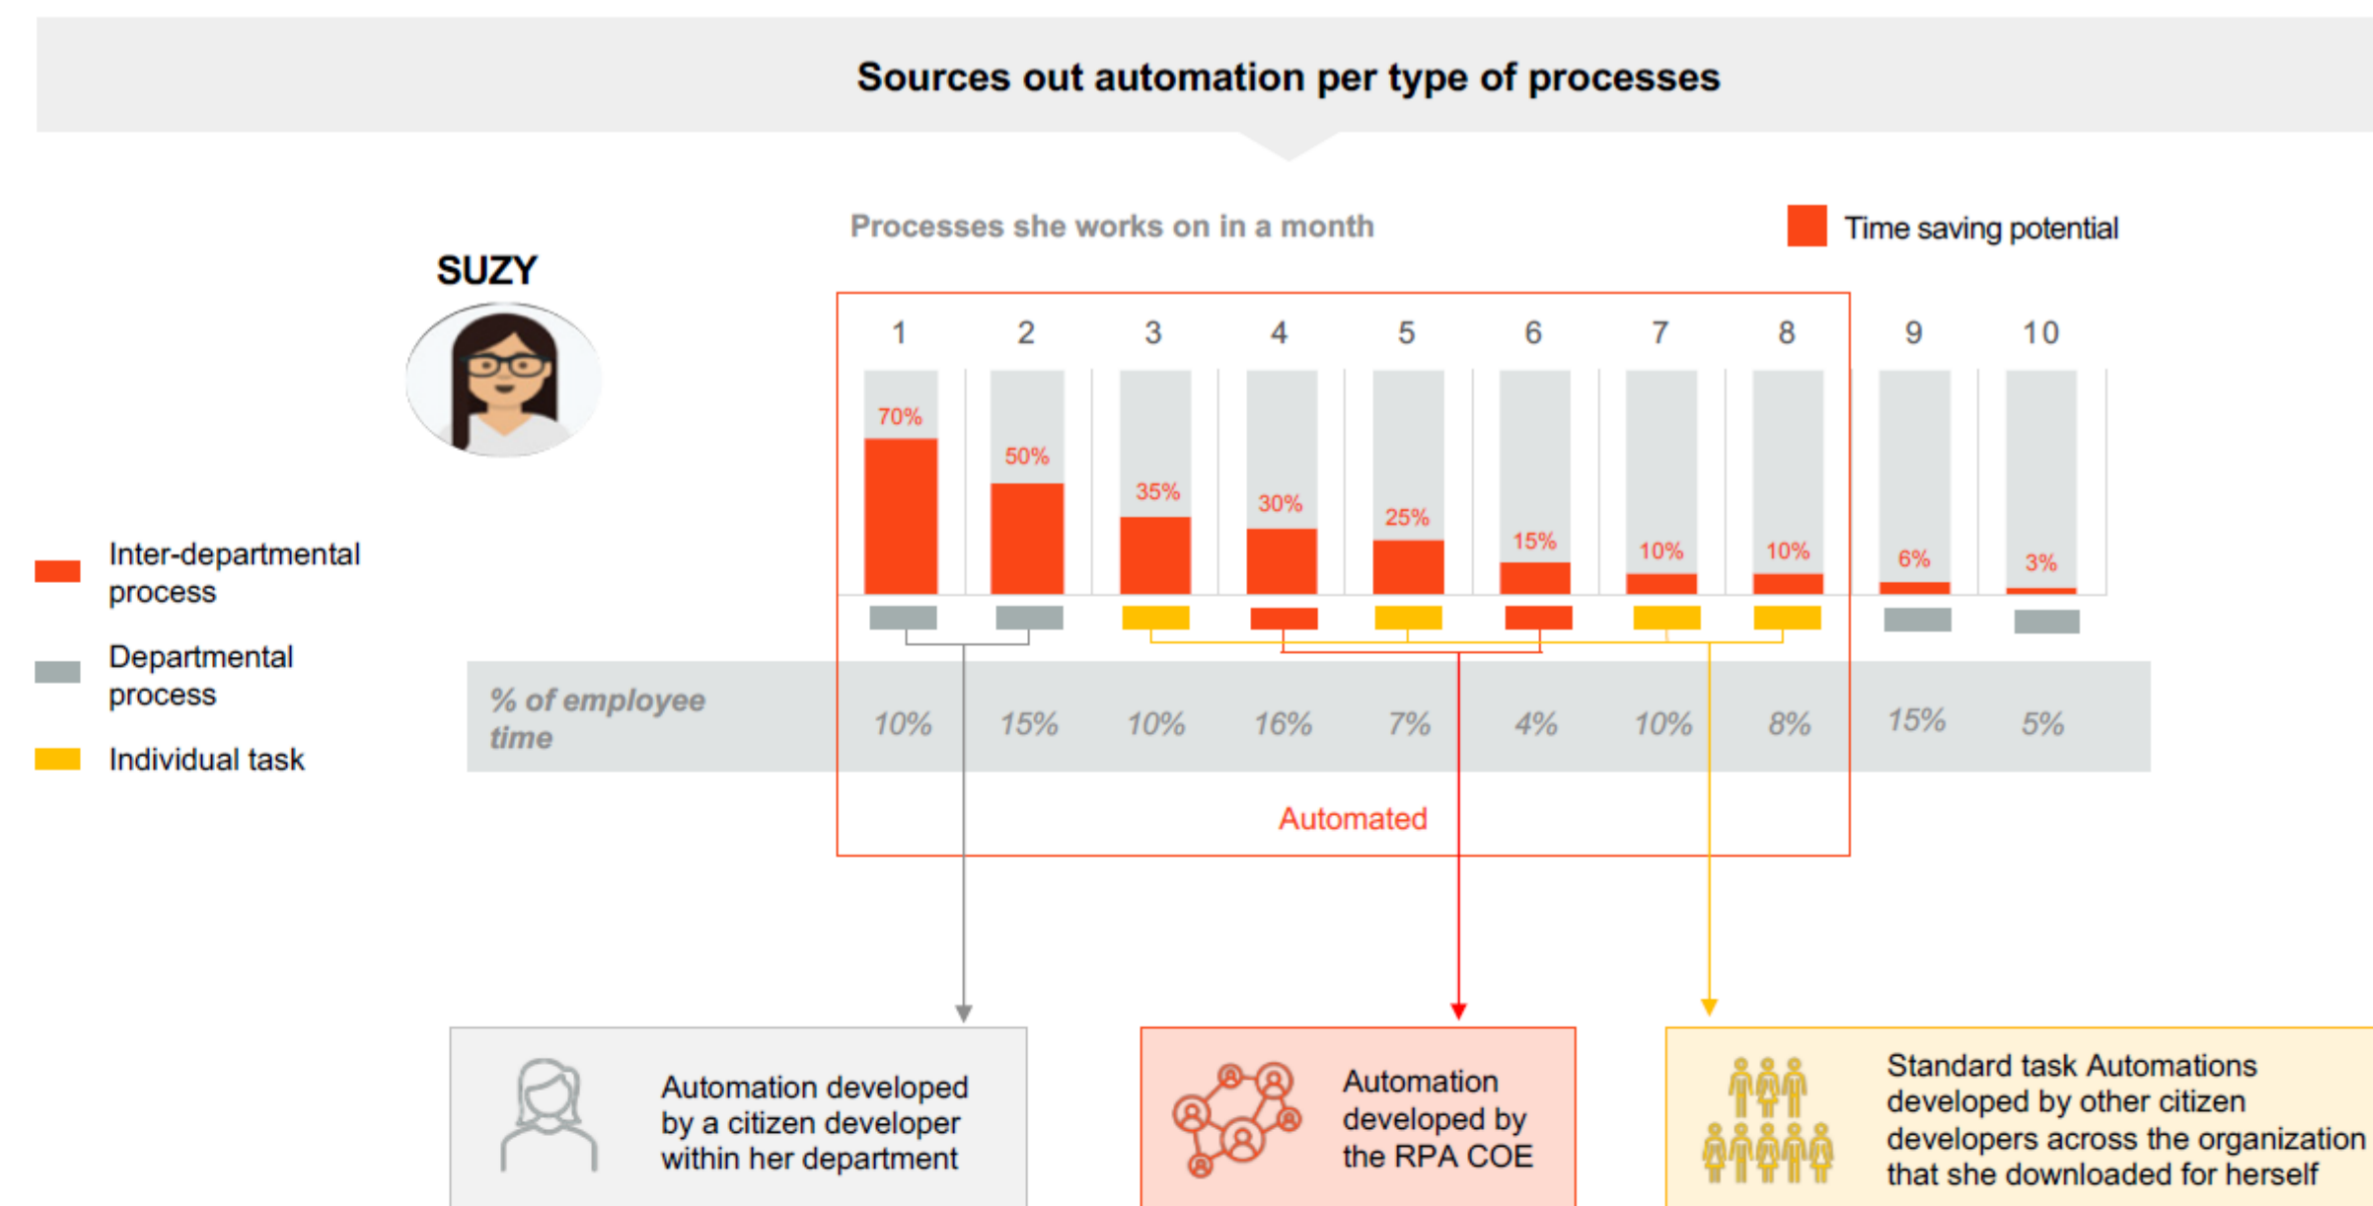 Sources out automation per type of processes
Processes she works on in a month
Time saving potential
SUZY
1 2 3 4 5 6 7 8 9 10
70% 50% 35% 30% 25% 15% 10% 10% 6% 3%
Inter-departmental
process
Departmental
process
Individual task
% of employee
time
10% 15% 10% 16% 7% 4% 10% 8% 15% 5%
Automated
Automation developed
by a citizen developer
within her department
Automation
developed by
the RPA COE
Standard task Automations
developed by other citizen
developers across the organization
that she downloaded for herself